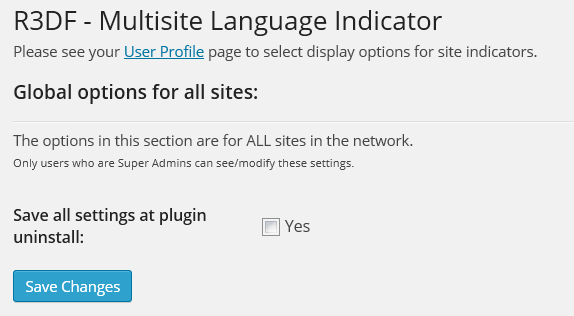 R3DF - Multisite Language Indicator
Please see your User Profile page to select display options for site indicators.
Global options for all sites:
The options in this section are for ALL sites in the network.
Only users who are Super Admins can see/modify these settings.
Save all settings at plugin
uninstall:
Yes
Save Changes